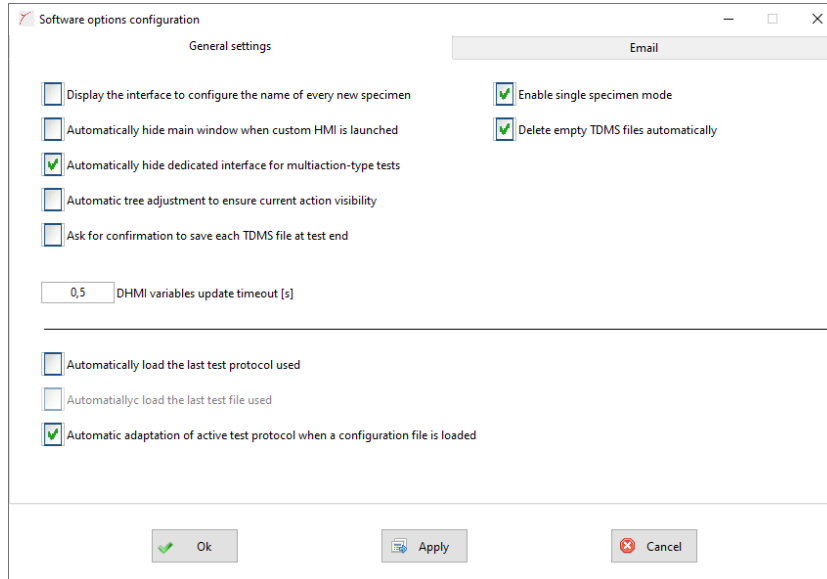 Software options configuration
General settings
Email
Display the interface to configure the name of every new specimen
Enable single specimen mode
Automatically hide main window when custom HMI is launched
Delete empty TDMS files automatically
Automatically hide dedicated interface for multiaction-type tests
Automatic tree adjustment to ensure current action visibility
Ask for confirmation to save each TDMS file at test end
0,5
DHMI variables update timeout [s]
Automatically load the last test protocol used
Automatiallyc load the last test file used
Automatic adaptation of active test protocol when a configuration file is loaded
Ok
Apply
Cancel